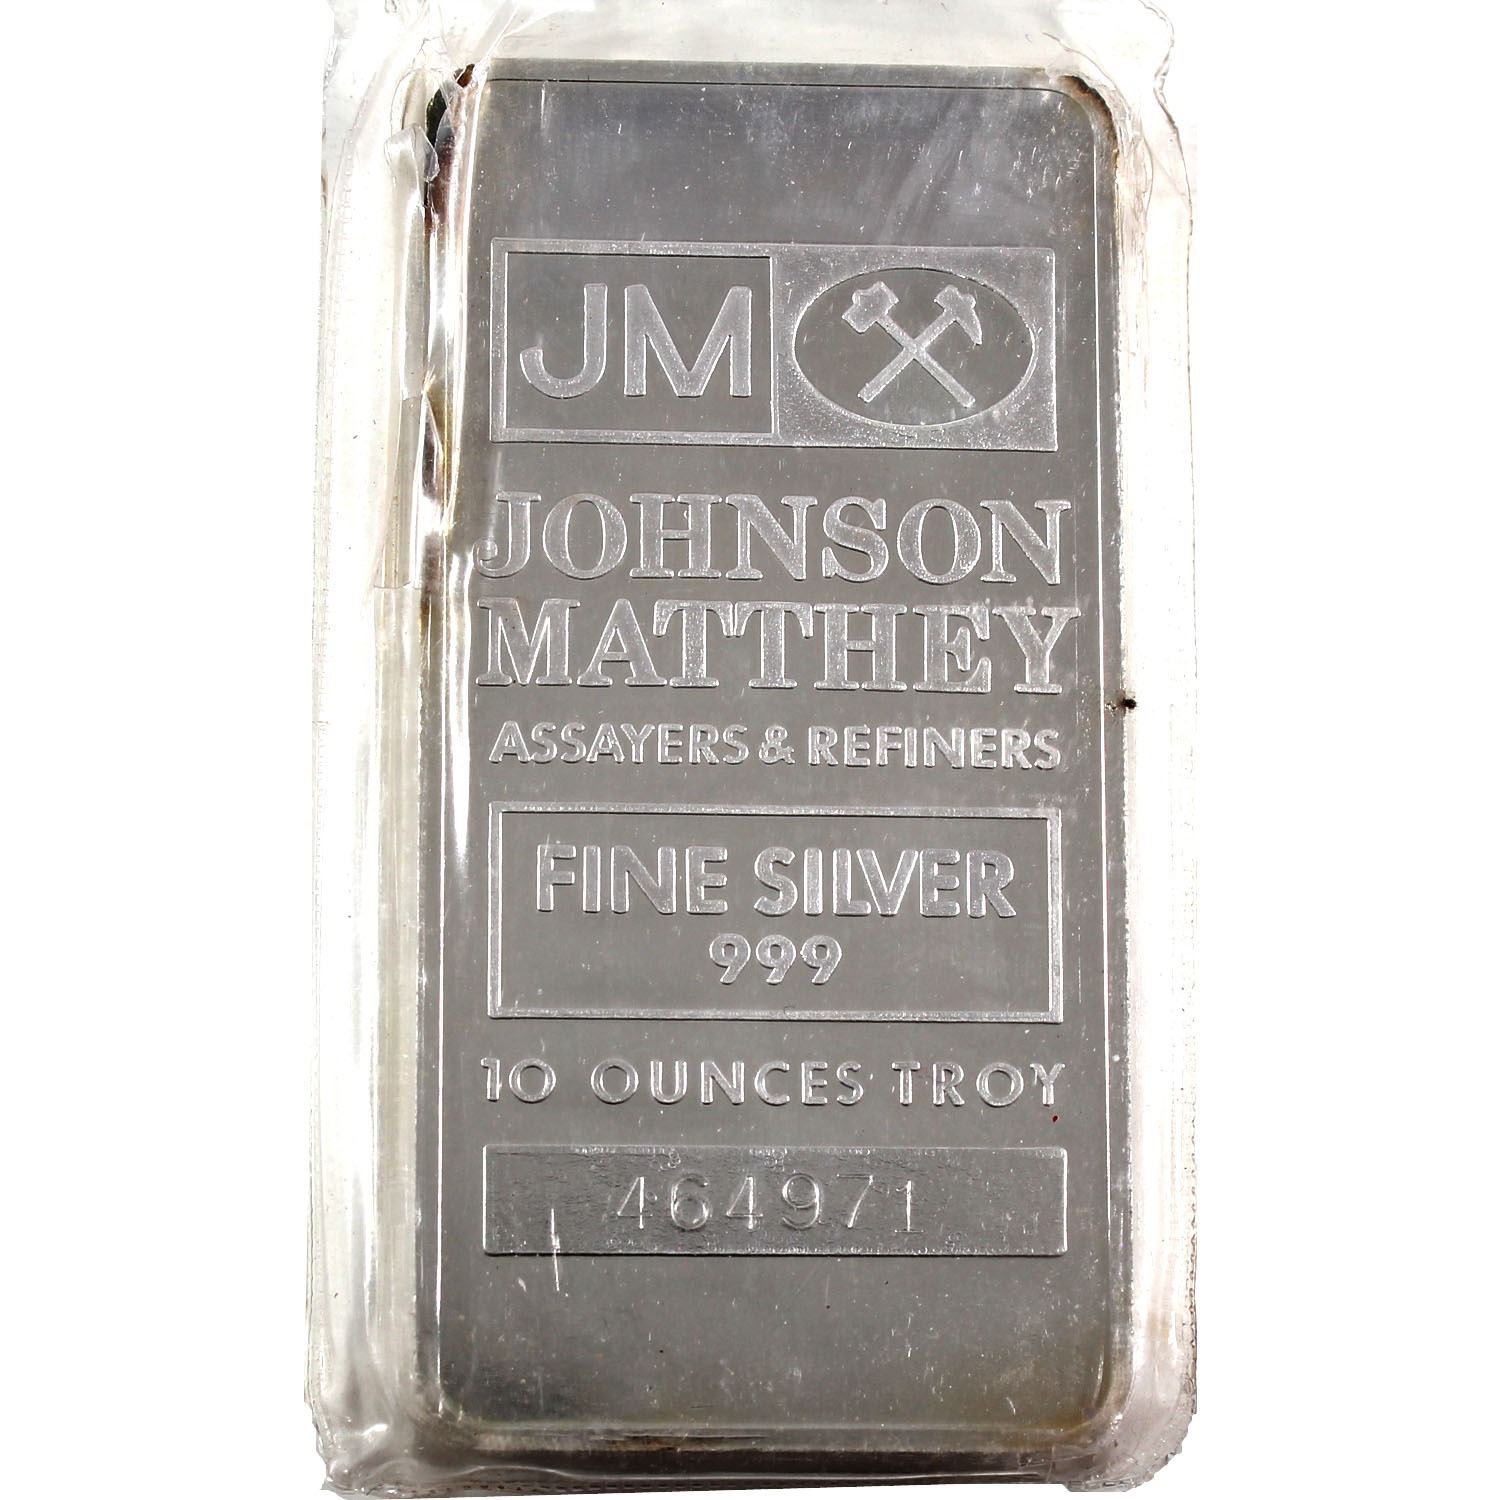 JM
JOHNSON
MATTHEY
ASSAYERS & REFINERS
FINE SILVER
999
10 OUNCES TROY
464971